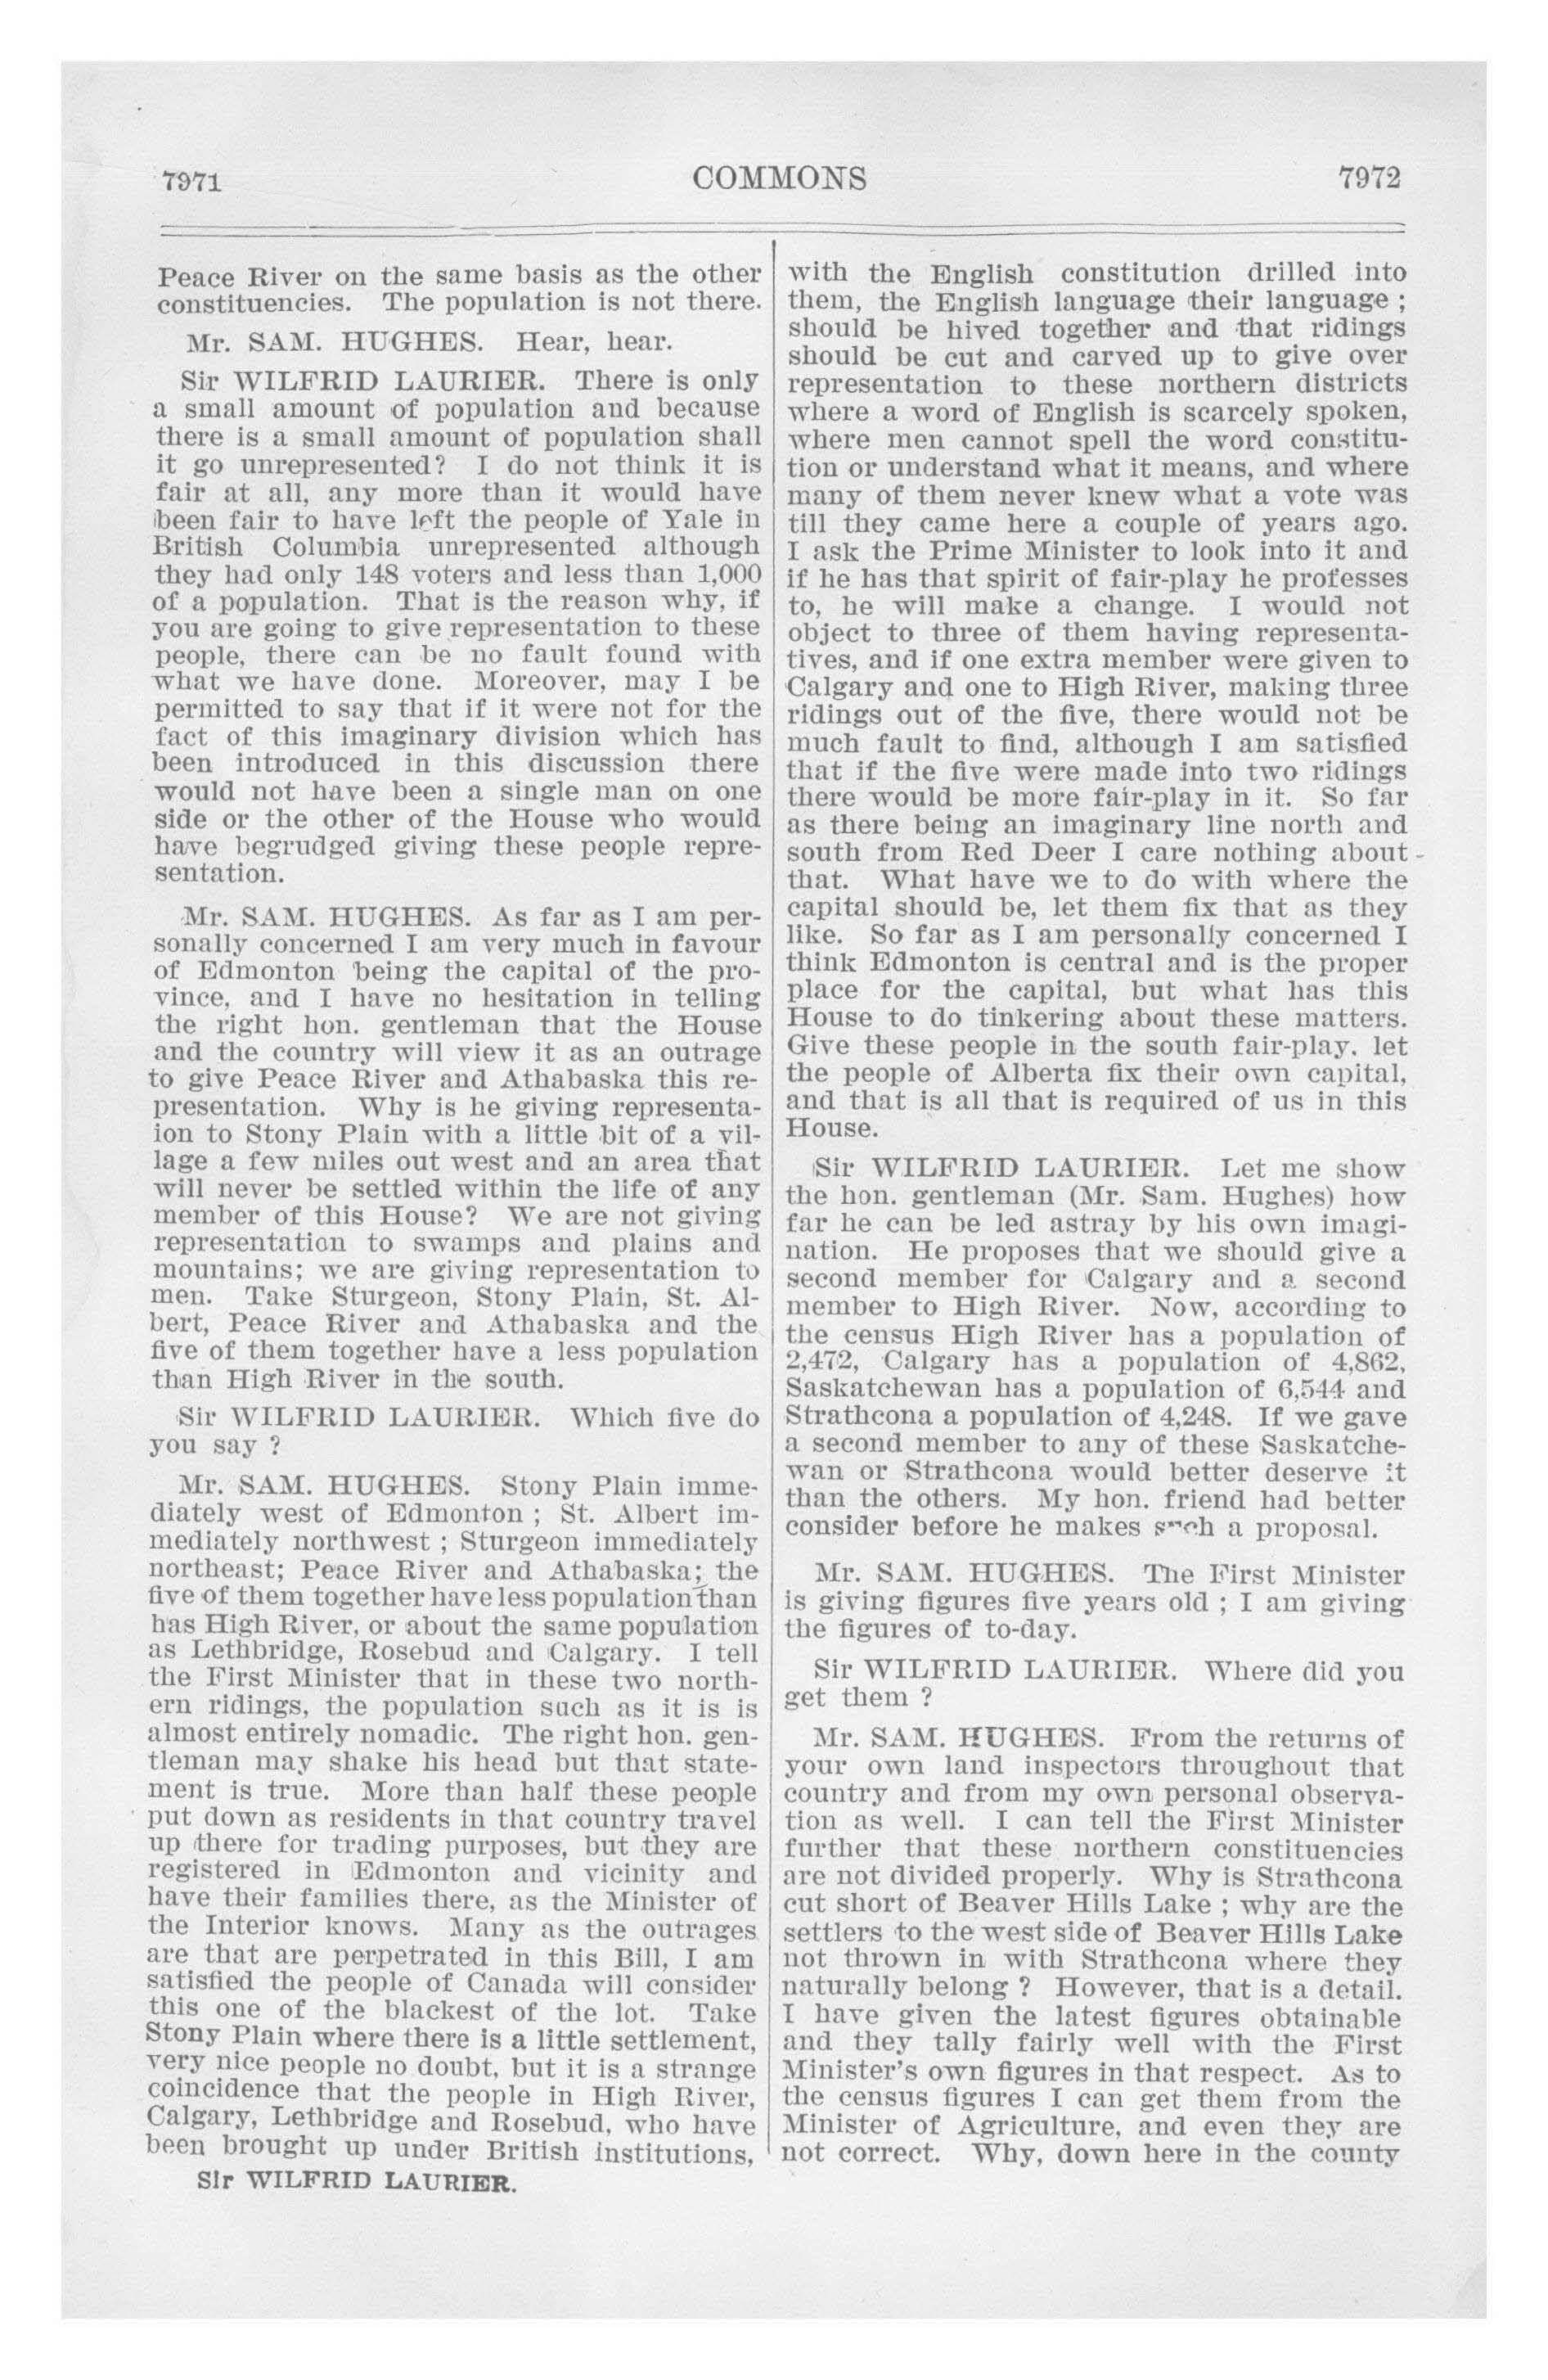 7971
COMMONS
7972
Peace River on the same basis as the other
constituencies. The population is not there.
Mr. SAM. HUGHES. Hear, hear.
Sir WILFRID LAURIER. There is only
a small amount of population and because
there is a small amount of population shall
it go unrepresented? I do not think it is
fair at all, any more than it would have
been fair to have left the people of Yale in
British Columbia unrepresented although
they had only 148 voters and less than 1,000
of a population. That is the reason why, if
you are going to give representation to these
people, there can be no fault found with
what we have done. Moreover, may I be
permitted to say that if it were not for the
fact of this imaginary division which has
been introduced in this discussion there
would not have been a single man on one
side or the other of the House who would
have begrudged giving these people repre-
sentation.
Mr. SAM. HUGHES. As far as I am per-
sonally concerned I am very much in favour
of Edmonton being the capital of the pro-
vince, and I have no hesitation in telling
the right hon. gentleman that the House
and the country will view it as an outrage
to give Peace River and Athabaska this re-
presentation. Why is he giving representa-
ion to Stony Plain with a little bit of a vil-
lage a few miles out west and an area that
will never be settled within the life of any
member of this House? We are not giving
representation to swamps and plains and
mountains; we are giving representation to
men. Take Sturgeon, Stony Plain, St. Al-
bert, Peace River and Athabaska and the
five of them together have a less population
than High River in the south.
Sir WILFRID LAURIER. Which five do
you say ?
Mr. SAM. HUGHES. Stony Plain imme-
diately west of Edmonton ; St. Albert im-
mediately northwest ; Sturgeon immediately
northeast; Peace River and Athabaska; the
five of them together have less population than
has High River, or about the same population
as Lethbridge, Rosebud and Calgary. I tell
the First Minister that in these two north-
ern ridings, the population such as it is is
almost entirely nomadic. The right hon. gen-
tleman may shake his head but that state-
ment is true. More than half these people
put down as residents in that country travel
up there for trading purposes, but they are
registered in Edmonton and vicinity and
have their families there, as the Minister of
the Interior knows. Many as the outrages
are that are perpetrated in this Bill, I am
satisfied the people of Canada will consider
this one of the blackest of the lot. Take
Stony Plain where there is a little settlement,
very nice people no doubt, but it is a strange
coincidence that the people in High River,
Calgary, Lethbridge and Rosebud, who have
been brought up under British institutions,
Sir WILFRID LAURIER.
with the English constitution drilled into
them, the English language their language ;
should be hived together and that ridings
should be cut and carved up to give over
representation to these northern districts
where a word of English is scarcely spoken,
where men cannot spell the word constitu-
tion or understand what it means, and where
many of them never knew what a vote was
till they came here a couple of years ago.
I ask the Prime Minister to look into it and
if he has that spirit of fair-play he professes
to, he will make a change. I would not
object to three of them having representa-
tives, and if one extra member were given to
Calgary and one to High River, making three
ridings out of the five, there would not be
much fault to find, although I am satisfied
that if the five were made into two ridings
there would be more fair-play in it. So far
as there being an imaginary line north and
south from Red Deer I care nothing about
that. What have we to do with where the
capital should be, let them fix that as they
like. So far as I am personally concerned I
think Edmonton is central and is the proper
place for the capital, but what has this
House to do tinkering about these matters.
Give these people in the south fair-play. let
the people of Alberta fix their own capital,
and that is all that is required of us in this
House.
Sir WILFRID LAURIER. Let me show
the hon. gentleman (Mr. Sam. Hughes) how
far he can be led astray by his own imagi-
nation. He proposes that we should give a
second member for Calgary and a second
member to High River. Now, according to
the census High River has a population of
2,472, Calgary has a population of 4,862,
Saskatchewan has a population of 6,544 and
Strathcona a population of 4,248. If we gave
a second member to any of these Saskatche-
wan or Strathcona would better deserve it
than the others. My hon. friend had better
consider before he makes such a proposal.
Mr. SAM. HUGHES. The First Minister
is giving figures five years old ; I am giving
the figures of to-day.
Sir WILFRID LAURIER. Where did you
get them ?
Mr. SAM. HUGHES. From the returns of
your own land inspectors throughout that
country and from my own personal observa-
tion as well. I can tell the First Minister
further that these northern constituencies
are not divided properly. Why is Strathcona
cut short of Beaver Hills Lake ; why are the
settlers to the west side of Beaver Hills Lake
not thrown in with Strathcona where they
naturally belong ? However, that is a detail.
I have given the latest figures obtainable
and they tally fairly well with the First
Minister's own figures in that respect. As to
the census figures I can get them from the
Minister of Agriculture, and even they are
not correct. Why, down here in the county